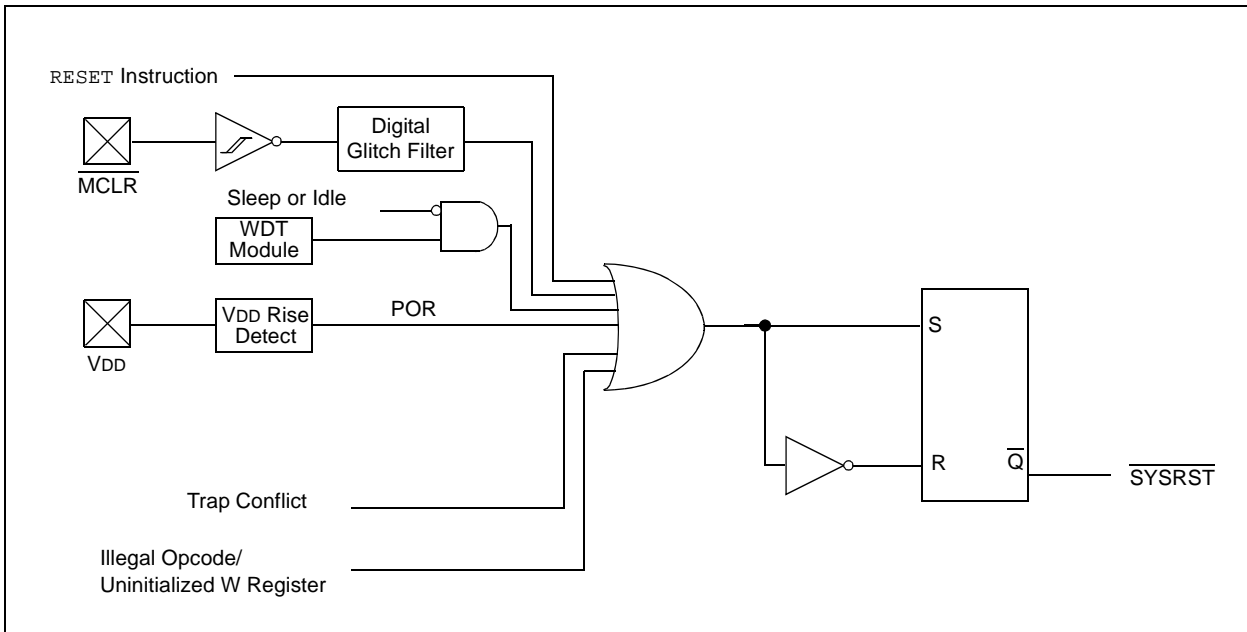 RESET Instruction
Digital
Glitch Filter
MCLR
Sleep or Idle
WDT
Module
VDD Rise
Detect
POR
VDD
S
R
Q
SYSRST
Trap Conflict
Illegal Opcode/
Uninitialized W Register